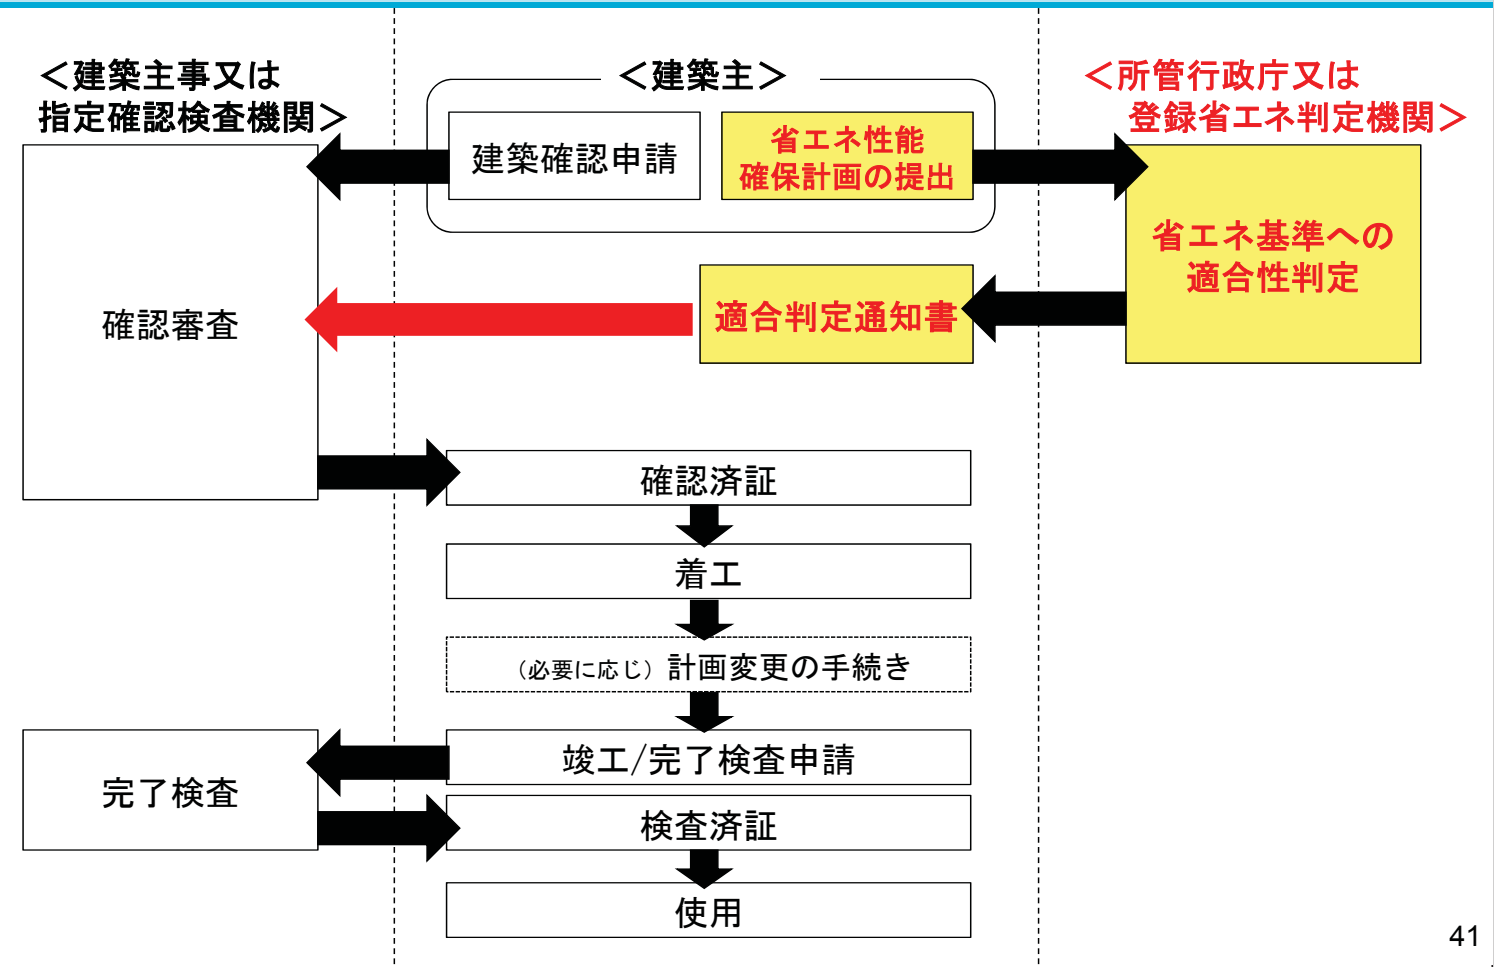 ＜建築主事又は
指定確認検査機関＞
＜建築主＞
＜所管行政庁又は
登録省エネ判定機関＞
建築確認申請
省エネ性能
確保計画の提出
省エネ基準への
適合性判定
適合判定通知書
確認審査
確認済証
着工
（必要に応じ）計画変更の手続き
竣工/完了検査申請
完了検査
検査済証
使用
41